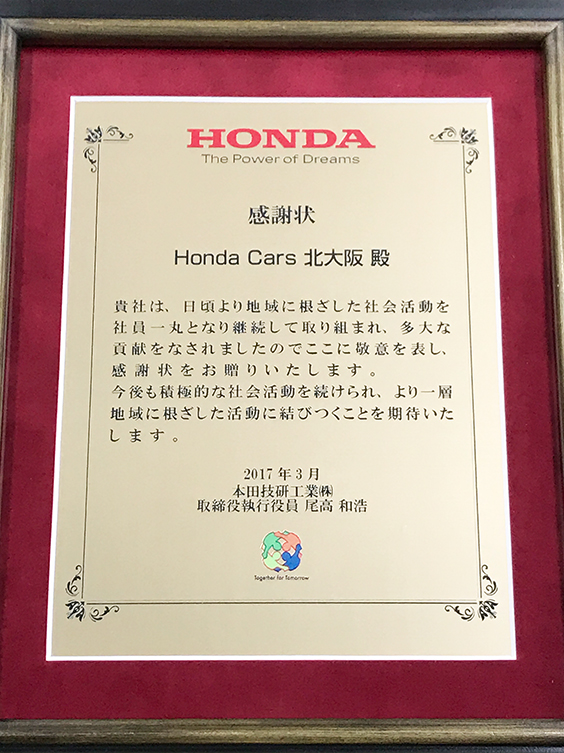 HONDA
The Power of Dreams
感謝状
Honda Cars 北大阪 殿
貴社は、日頃より地域に根ざした社会活動を
社員一丸となり継続して取り組まれ、多大な
貢献をなされましたのでここに敬意を表し、
感謝状をお贈りいたします。
今後も積極的な社会活動を続けられ、より一層
地域に根ざした活動に結びつくことを期待いた
します。
2017年3月
本田技研工業㈱
取締役執行役員 尾高 和浩
Together for Tomorrow